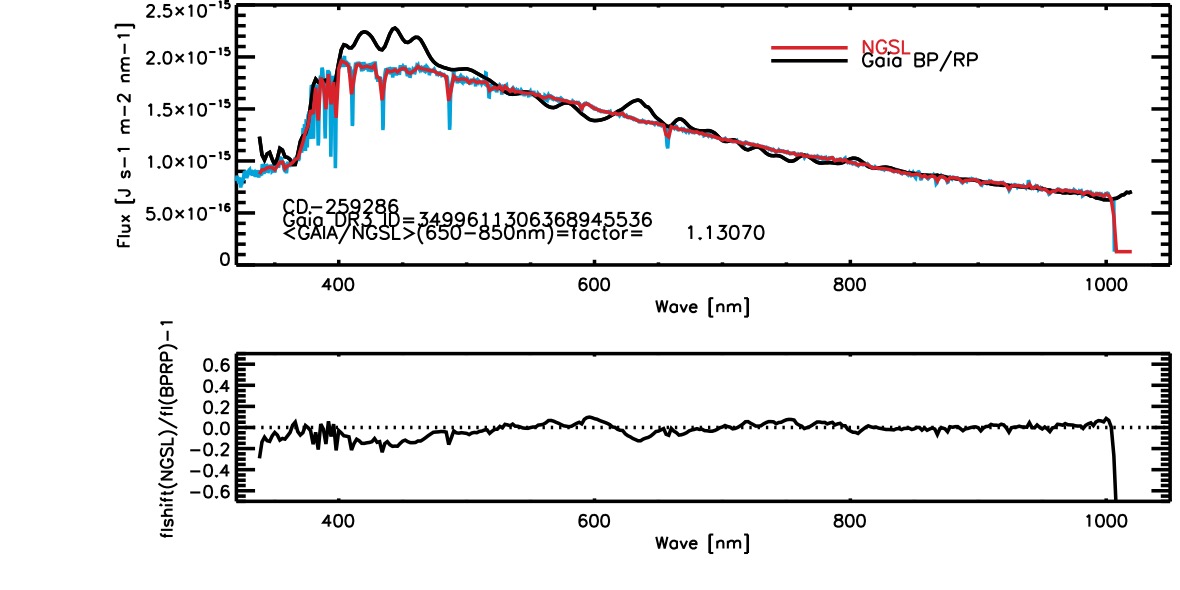 2.5×10⁻¹⁵
2.0×10⁻¹⁵
1.5×10⁻¹⁵
1.0×10⁻¹⁵
5.0×10⁻¹⁶
0
Flux [J s-1 m-2 nm-1]
NGSL
Gaia BP/RP
CD-259286
Gaia DR3 ID=3499611306368945536
<GAIA/NGSL>(650-850nm)=factor= 1.13070
400 600 800 1000
Wave [nm]
0.6
0.4
0.2
0.0
-0.2
-0.4
-0.6
flshift(NGSL)/fl(BPRP)-1
400 600 800 1000
Wave [nm]